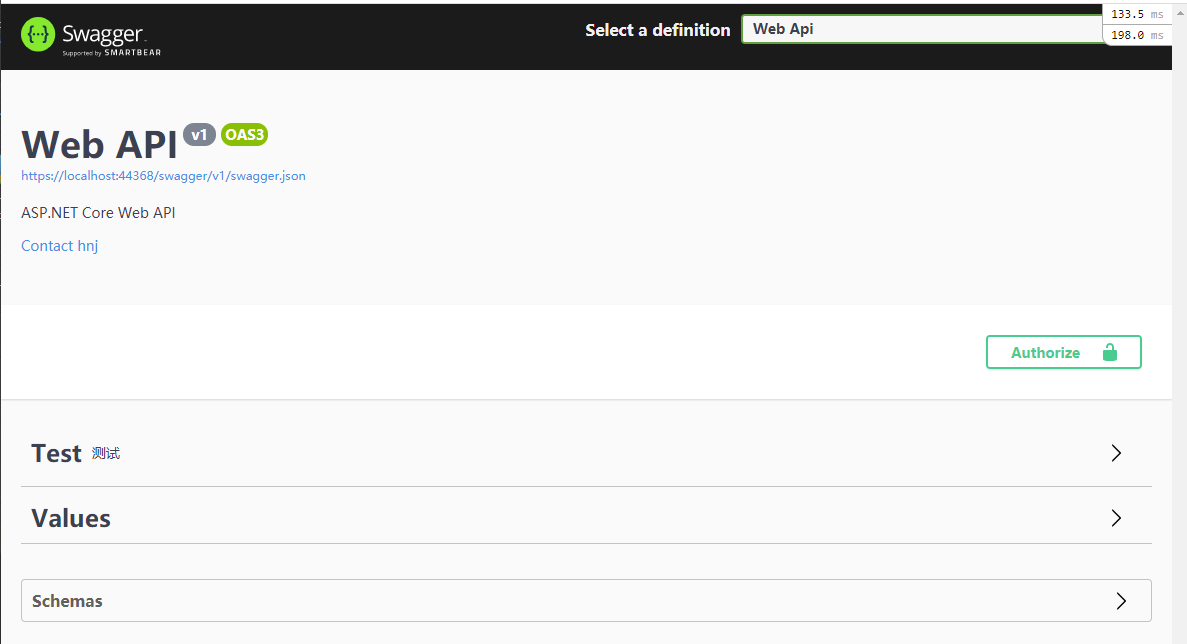 Swagger
Supported by SMARTBEAR
Select a definition
Web Api
133.5 ms
198.0 ms
Web API v1 OAS3
https://localhost:44368/swagger/v1/swagger.json
ASP.NET Core Web API
Contact hnj
Authorize
Test 测试
Values
Schemas